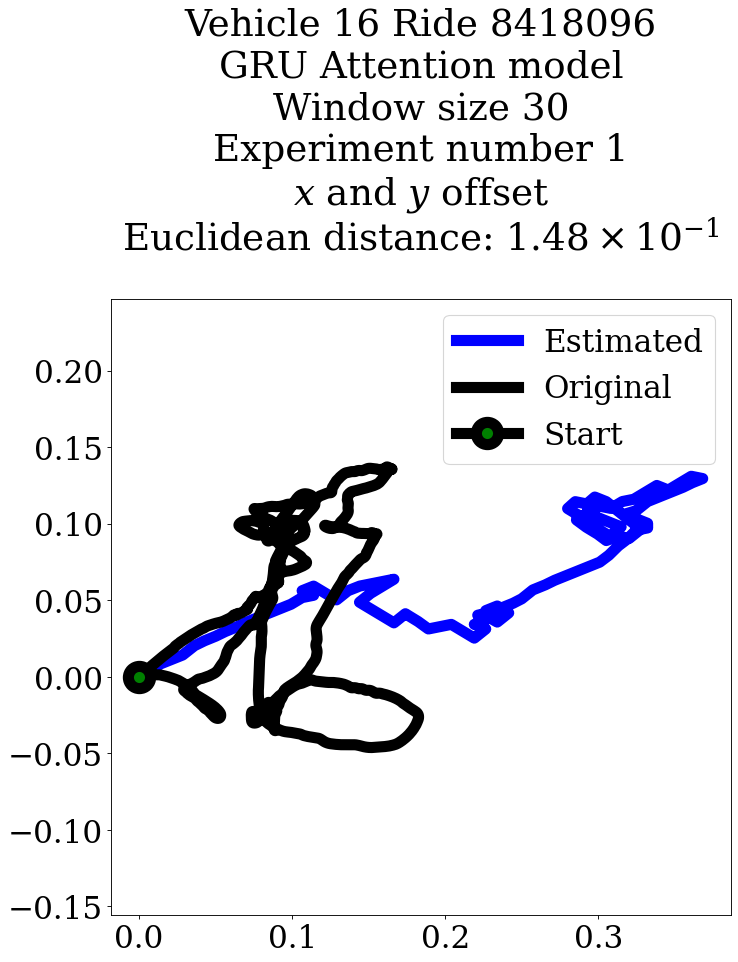 Vehicle 16 Ride 8418096
GRU Attention model
Window size 30
Experiment number 1
x and y offset
Euclidean distance: 1.48 × 10⁻¹
Estimated
Original
Start
0.20
0.15
0.10
0.05
0.00
−0.05
−0.10
−0.15
0.0 0.1 0.2 0.3